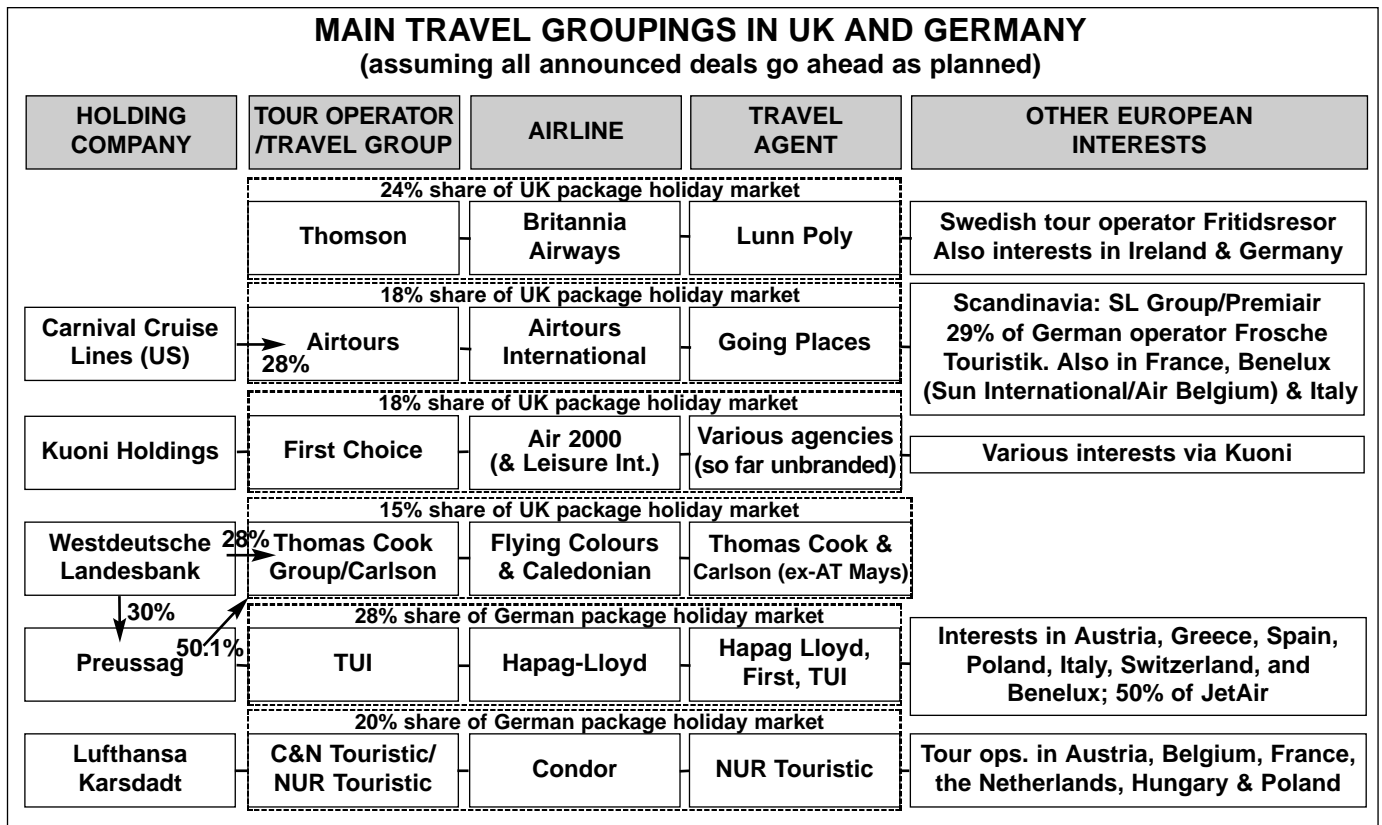 MAIN TRAVEL GROUPINGS IN UK AND GERMANY
(assuming all announced deals go ahead as planned)
HOLDING
COMPANY
TOUR OPERATOR
/TRAVEL GROUP
AIRLINE
TRAVEL
AGENT
OTHER EUROPEAN
INTERESTS
24% share of UK package holiday market
Thomson
Britannia
Airways
Lunn Poly
Swedish tour operator Fritidsresor
Also interests in Ireland & Germany
18% share of UK package holiday market
Carnival Cruise
Lines (US)
28%
Airtours
Airtours
International
Going Places
Scandinavia: SL Group/Premiair
29% of German operator Frosche
Touristik. Also in France, Benelux
(Sun International/Air Belgium) & Italy
18% share of UK package holiday market
Kuoni Holdings
First Choice
Air 2000
(& Leisure Int.)
Various agencies
(so far unbranded)
Various interests via Kuoni
15% share of UK package holiday market
Westdeutsche
Landesbank
28%
Thomas Cook
Group/Carlson
Flying Colours
& Caledonian
Thomas Cook &
Carlson (ex-AT Mays)
30%
50.1%
28% share of German package holiday market
Preussag
TUI
Hapag-Lloyd
Hapag Lloyd,
First, TUI
Interests in Austria, Greece, Spain,
Poland, Italy, Switzerland, and
Benelux; 50% of JetAir
20% share of German package holiday market
Lufthansa
Karsdadt
C&N Touristic/
NUR Touristic
Condor
NUR Touristic
Tour ops. in Austria, Belgium, France,
the Netherlands, Hungary & Poland